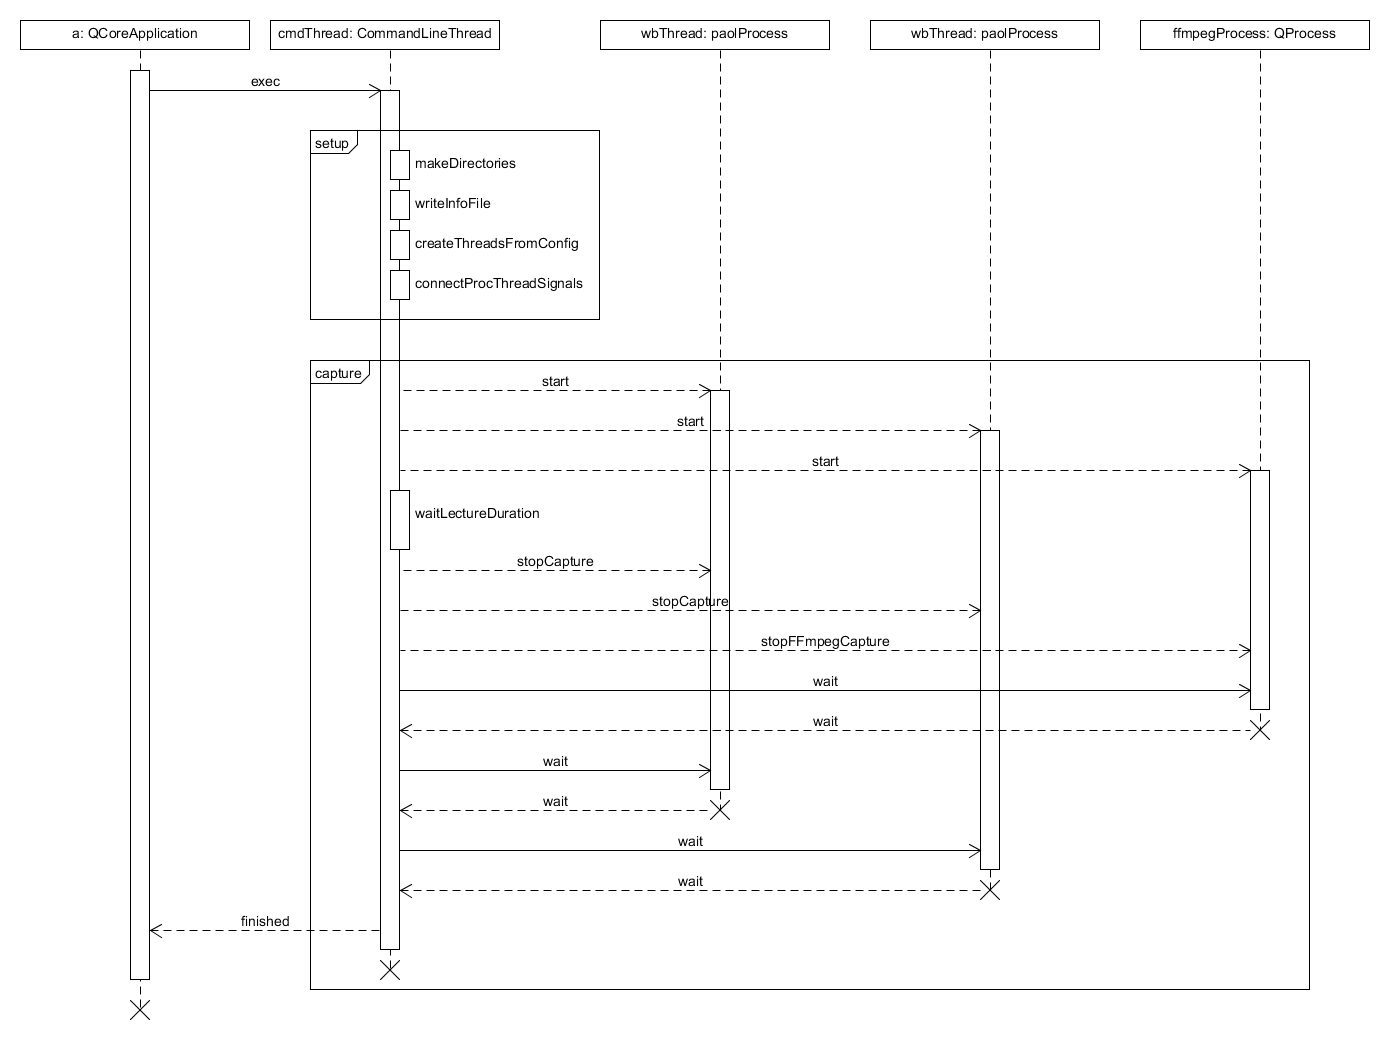 a: QCoreApplication
cmdThread: CommandLineThread
wbThread: paolProcess
wbThread: paolProcess
ffmpegProcess: QProcess
exec
setup
makeDirectories
writeInfoFile
createThreadsFromConfig
connectProcThreadSignals
capture
start
start
start
waitLectureDuration
stopCapture
stopCapture
stopFFmpegCapture
wait
wait
wait
wait
wait
wait
finished